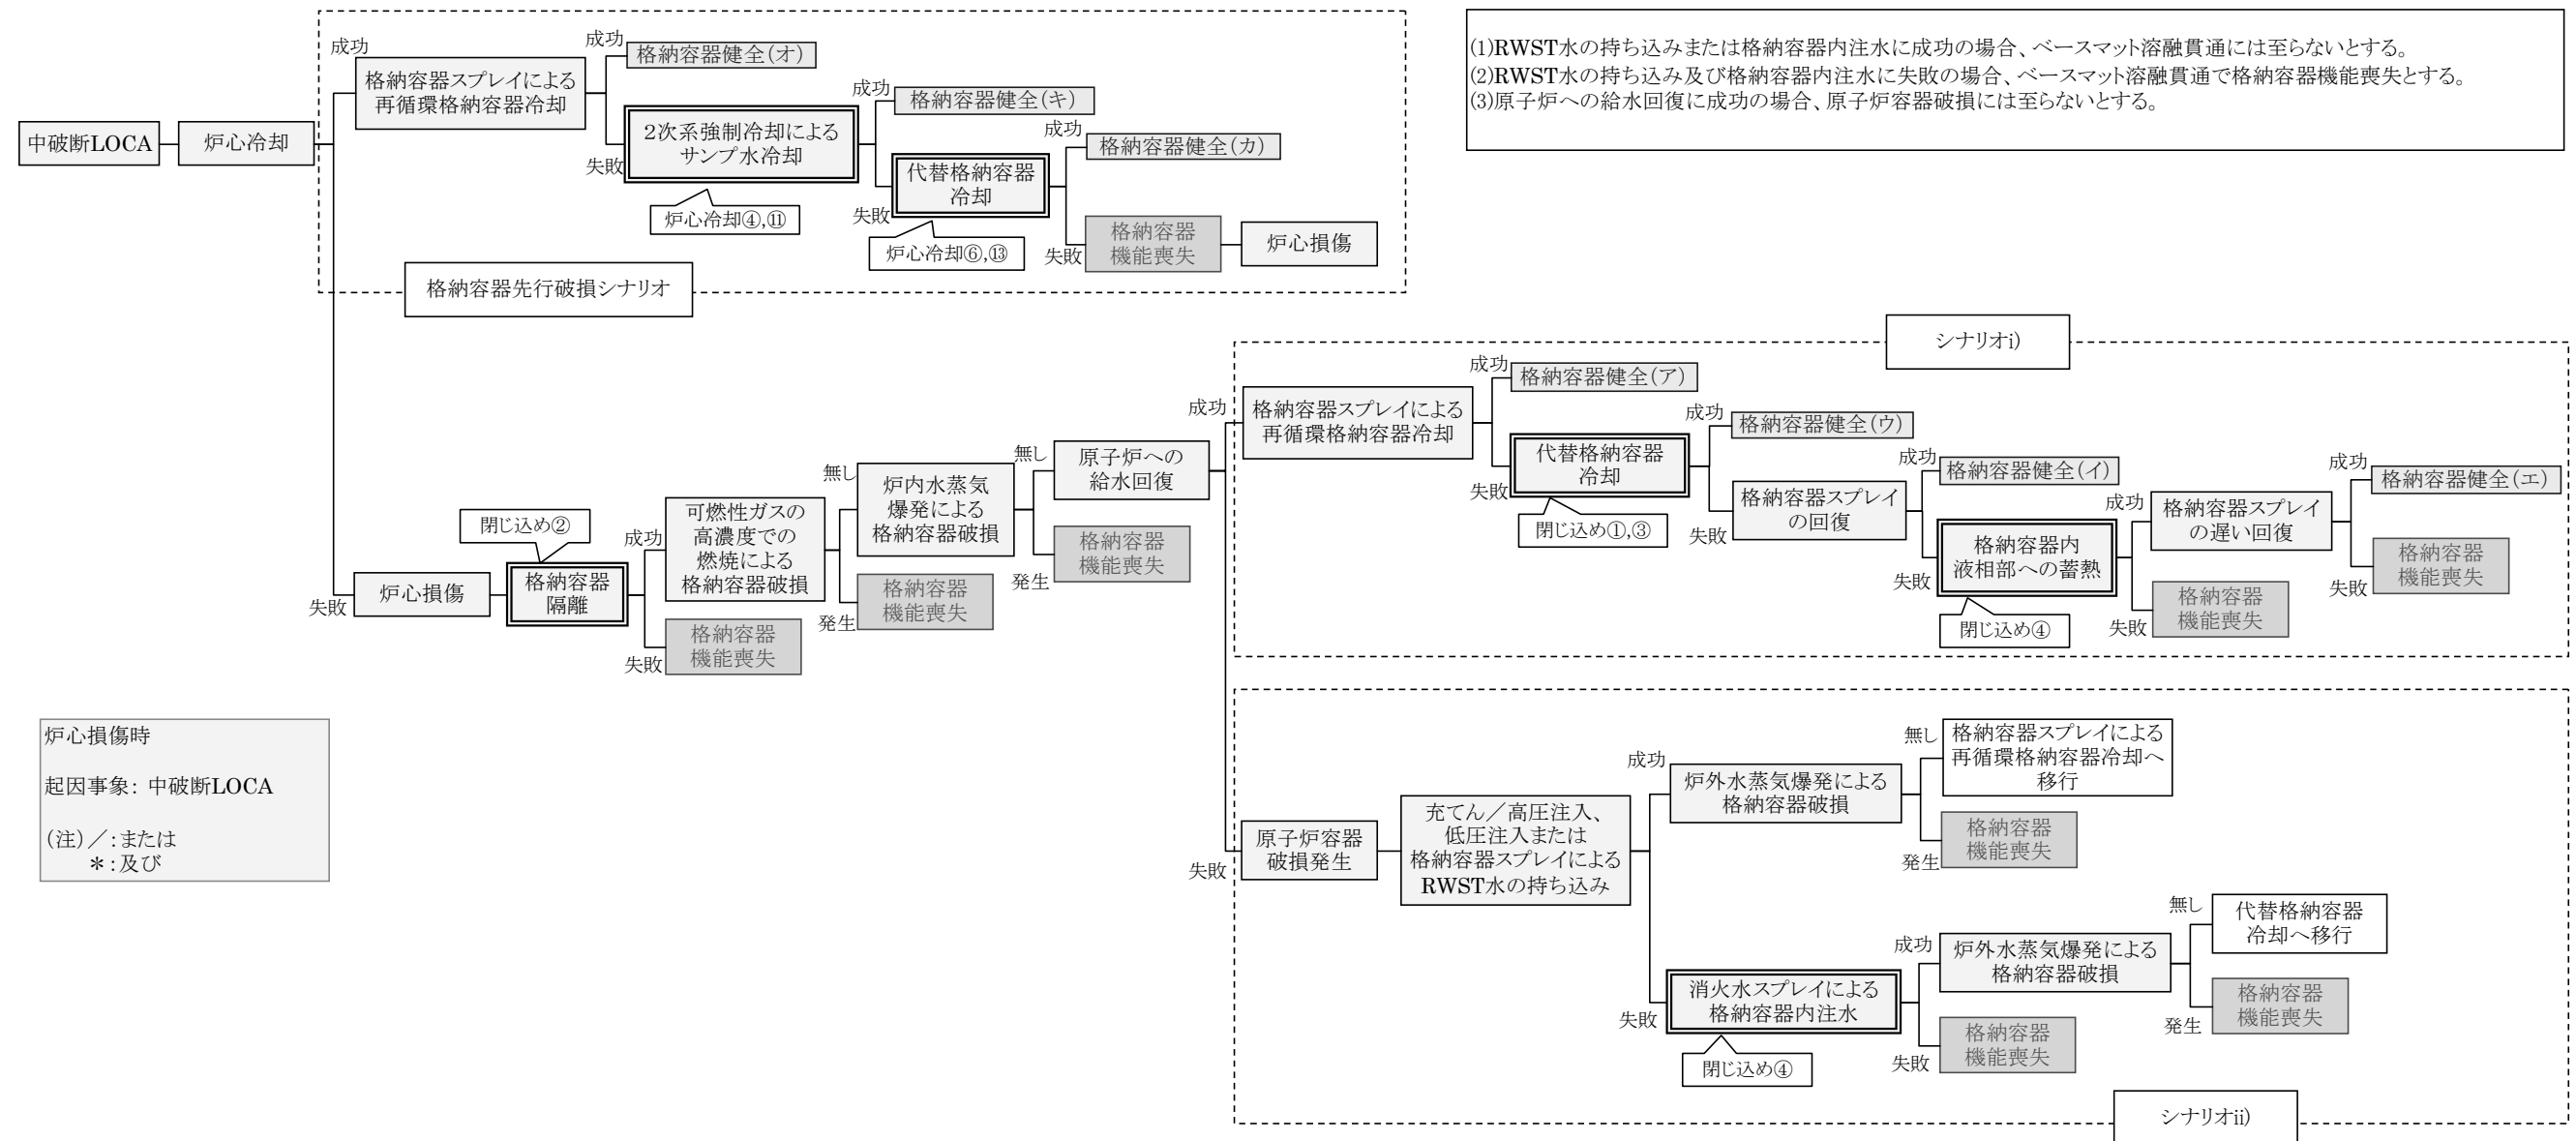 (1)RWST水の持ち込みまたは格納容器内注水に成功の場合、ベースマット溶融貫通には至らないとする。
(2)RWST水の持ち込み及び格納容器内注水に失敗の場合、ベースマット溶融貫通で格納容器機能喪失とする。
(3)原子炉への給水回復に成功の場合、原子炉容器破損には至らないとする。
中破断LOCA
炉心冷却
成功
格納容器スプレイによる
再循環格納容器冷却
成功
格納容器健全(オ)
失敗
2次系強制冷却による
サンプ水冷却
炉心冷却④,⑪
成功
格納容器健全(キ)
失敗
代替格納容器
冷却
炉心冷却⑥,⑬
成功
格納容器健全(カ)
失敗
格納容器
機能喪失
炉心損傷
格納容器先行破損シナリオ
失敗
炉心損傷
閉じ込め②
格納容器
隔離
成功
可燃性ガスの
高濃度での
燃焼による
格納容器破損
失敗
格納容器
機能喪失
無し
炉内水蒸気
爆発による
格納容器破損
発生
格納容器
機能喪失
無し
原子炉への
給水回復
発生
格納容器
機能喪失
シナリオi)
成功
格納容器スプレイによる
再循環格納容器冷却
成功
格納容器健全(ア)
失敗
代替格納容器
冷却
閉じ込め①,③
成功
格納容器健全(ウ)
失敗
格納容器スプレイ
の回復
成功
格納容器健全(イ)
失敗
格納容器内
液相部への蓄熱
閉じ込め④
成功
格納容器スプレイ
の遅い回復
失敗
格納容器
機能喪失
成功
格納容器健全(エ)
失敗
格納容器
機能喪失
失敗
原子炉容器
破損発生
充てん/高圧注入、
低圧注入または
格納容器スプレイによる
RWST水の持ち込み
成功
炉外水蒸気爆発による
格納容器破損
無し
格納容器スプレイによる
再循環格納容器冷却へ
移行
発生
格納容器
機能喪失
失敗
消火水スプレイによる
格納容器内注水
閉じ込め④
成功
炉外水蒸気爆発による
格納容器破損
失敗
格納容器
機能喪失
無し
代替格納容器
冷却へ移行
発生
格納容器
機能喪失
シナリオii)
炉心損傷時
起因事象: 中破断LOCA
(注)/:または
*:及び